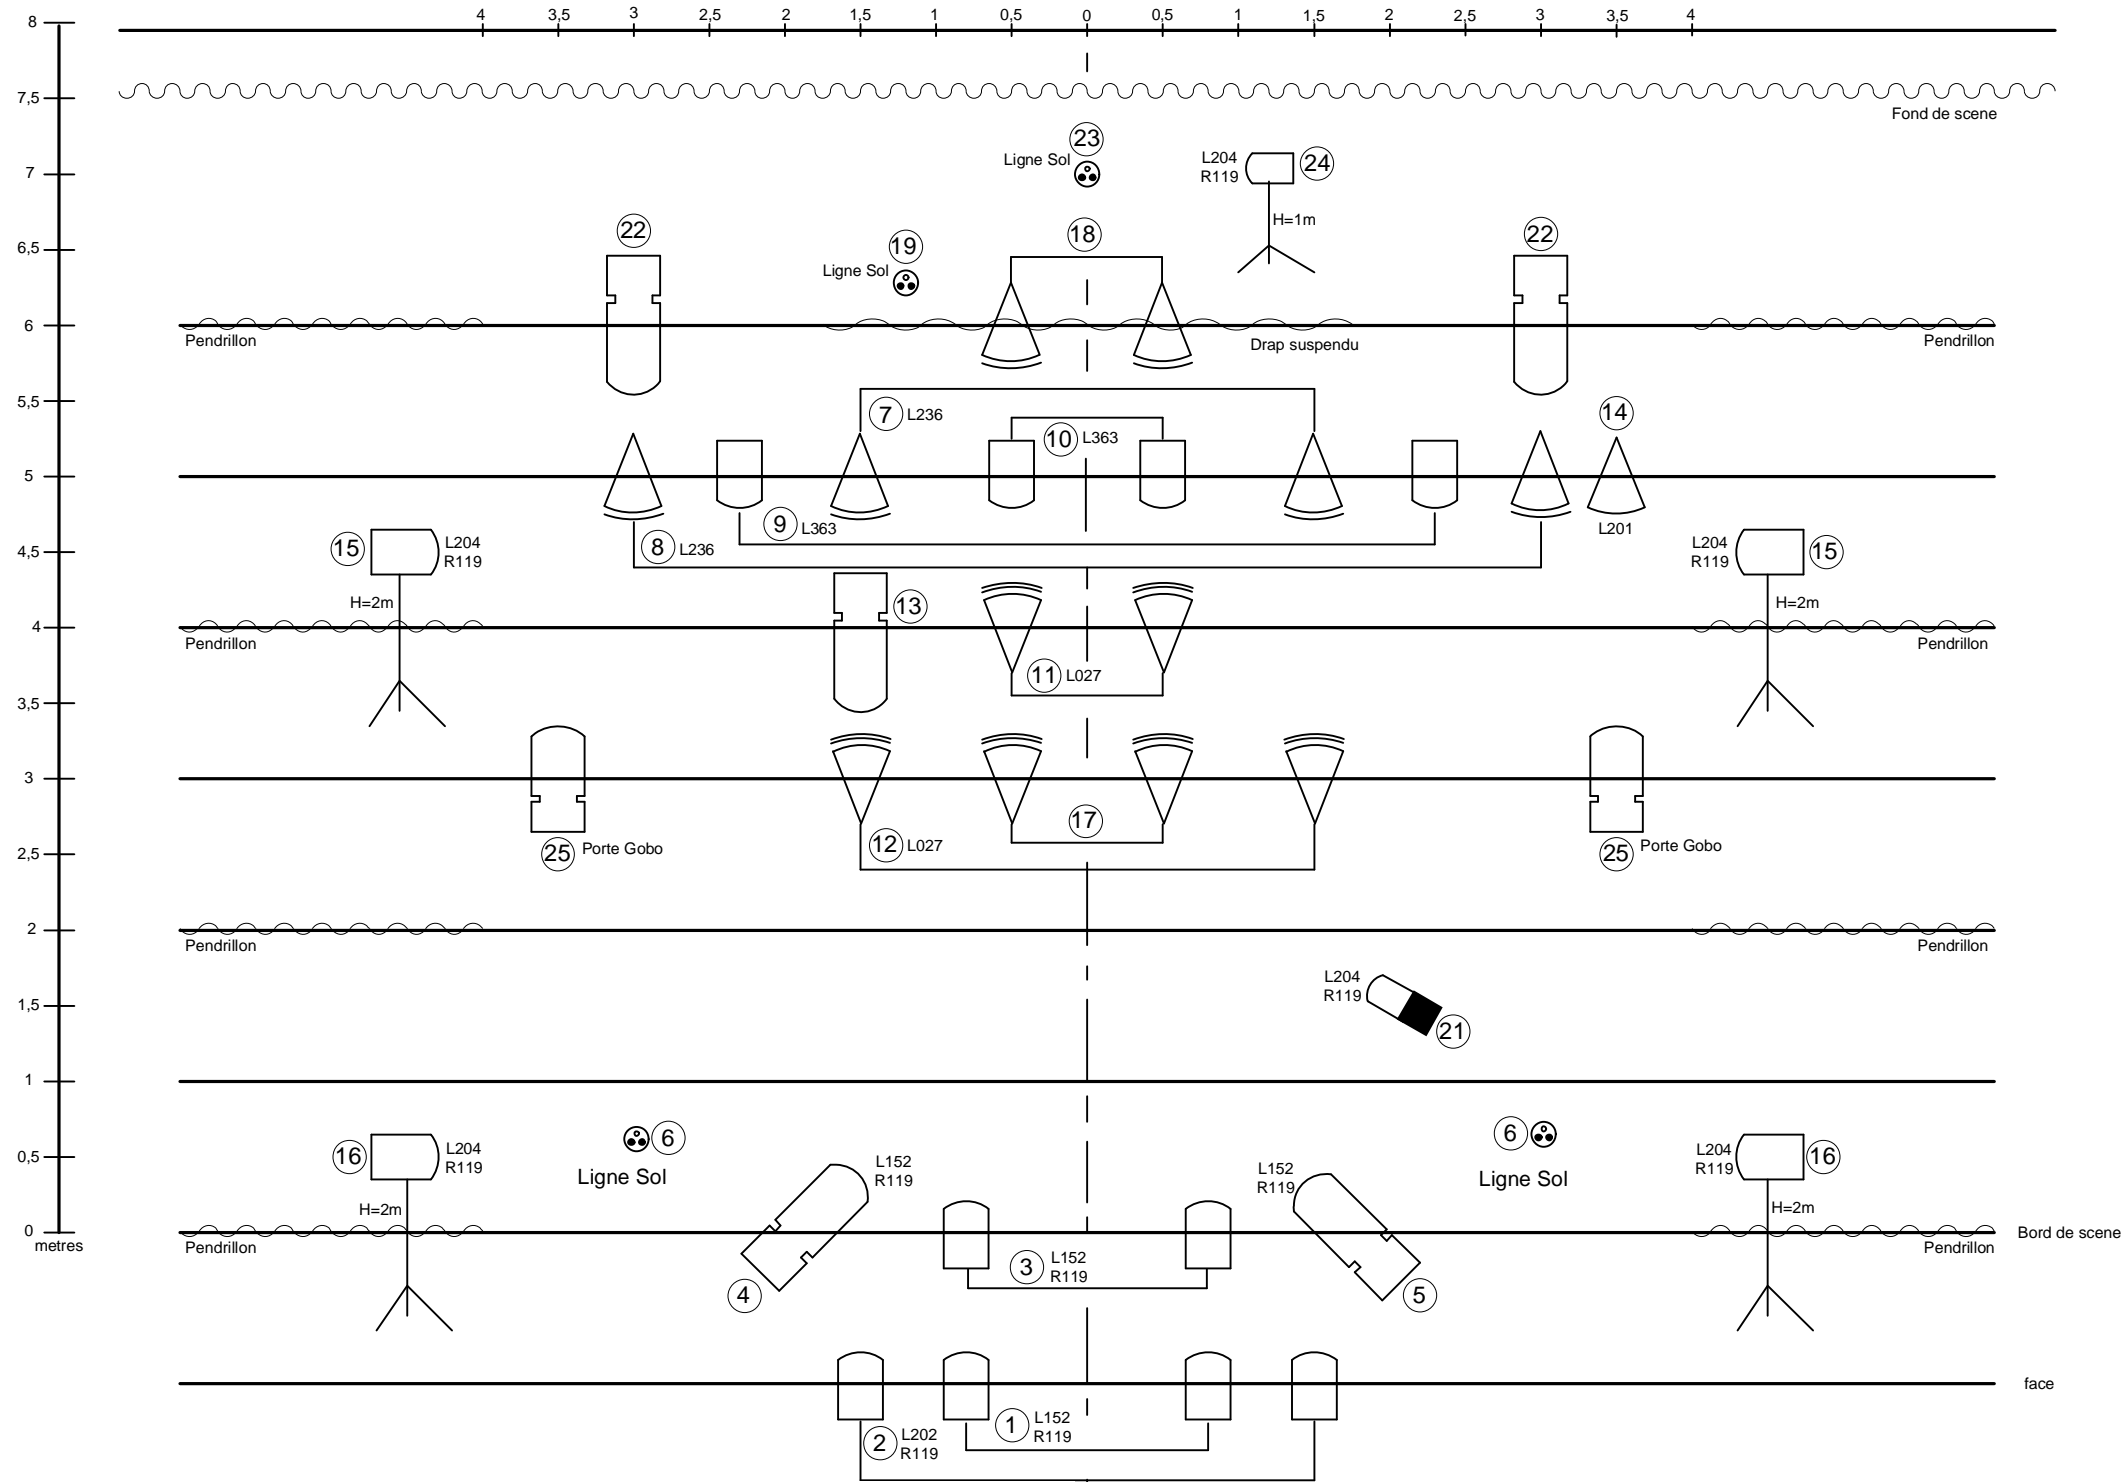 4 3,5 3 2,5 2 1,5 1 0,5 0 0,5 1 1,5 2 2,5 3 3,5 4
8
7,5
Fond de scene
23
Ligne Sol
L204
R119
24
7
H=1m
22
18
22
6,5
19
Ligne Sol
6
Pendrillon
Drap suspendu
Pendrillon
5,5
7 L236
14
10 L363
5
9 L363
8 L236
L201
15
L204
R119
L204
R119
15
4,5
H=2m
13
H=2m
4
Pendrillon
Pendrillon
11 L027
3,5
3
17
12 L027
25 Porte Gobo
25 Porte Gobo
2,5
2
Pendrillon
Pendrillon
L204
R119
21
1,5
1
6
6
Ligne Sol
Ligne Sol
16
L204
R119
L204
R119
16
0,5
L152
R119
L152
R119
H=2m
H=2m
0
metres
Pendrillon
Pendrillon
Bord de scene
3
L152
R119
4
5
face
1
L152
R119
2
L202
R119